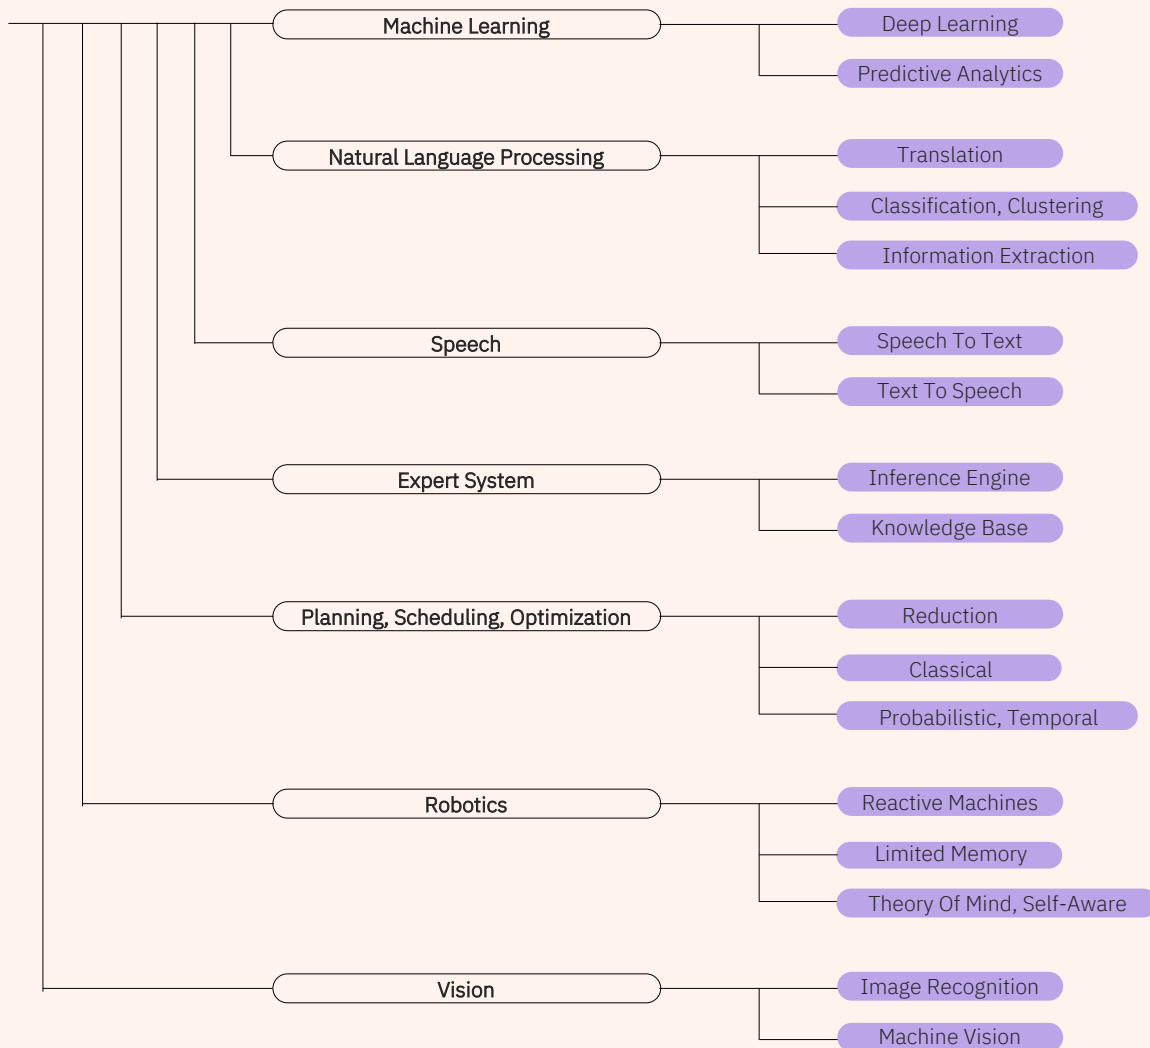 Machine Learning
Deep Learning
Predictive Analytics
Natural Language Processing
Translation
Classification, Clustering
Information Extraction
Speech
Speech To Text
Text To Speech
Expert System
Inference Engine
Knowledge Base
Planning, Scheduling, Optimization
Reduction
Classical
Probabilistic, Temporal
Robotics
Reactive Machines
Limited Memory
Theory Of Mind, Self-Aware
Vision
Image Recognition
Machine Vision